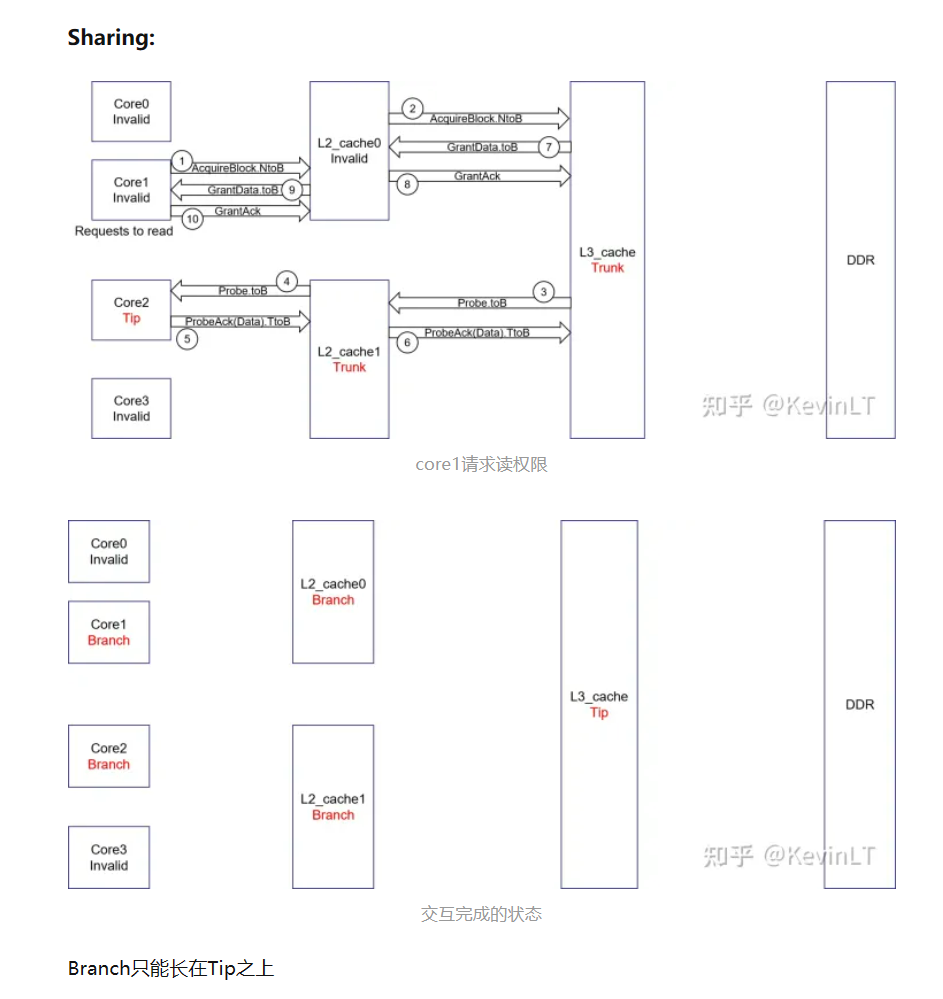 Sharing:
Core0
Invalid
Core1
Invalid
Requests to read
1
AcquireBlock.NtoB
GrantData.toB
9
GrantAck
10
L2_cache0
Invalid
2
AcquireBlock.NtoB
GrantData.toB
7
GrantAck
8
L3_cache
Trunk
DDR
Core2
Tip
4
Probe.toB
ProbeAck(Data).TtoB
5
L2_cache1
Trunk
3
Probe.toB
ProbeAck(Data).TtoB
6
Core3
Invalid
知乎 @KevinLT
core1请求读权限
Core0
Invalid
Core1
Branch
L2_cache0
Branch
L3_cache
Tip
DDR
Core2
Branch
Core3
Invalid
L2_cache1
Branch
知乎 @KevinLT
交互完成的状态
Branch只能长在Tip之上